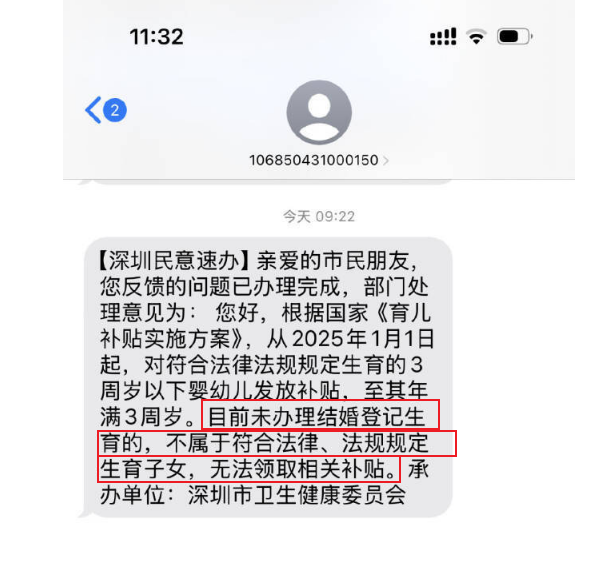 11:32
2
106850431000150
今天 09:22
【深圳民意速办】亲爱的市民朋友，
您反馈的问题已办理完成，部门处
理意见为： 您好，根据国家《育儿
补贴实施方案》，从2025年1月1日
起，对符合法律法规规定生育的3
周岁以下婴幼儿发放补贴，至其年
满3周岁。目前未办理结婚登记生
育的，不属于符合法律、法规规定
生育子女，无法领取相关补贴。承
办单位：深圳市卫生健康委员会